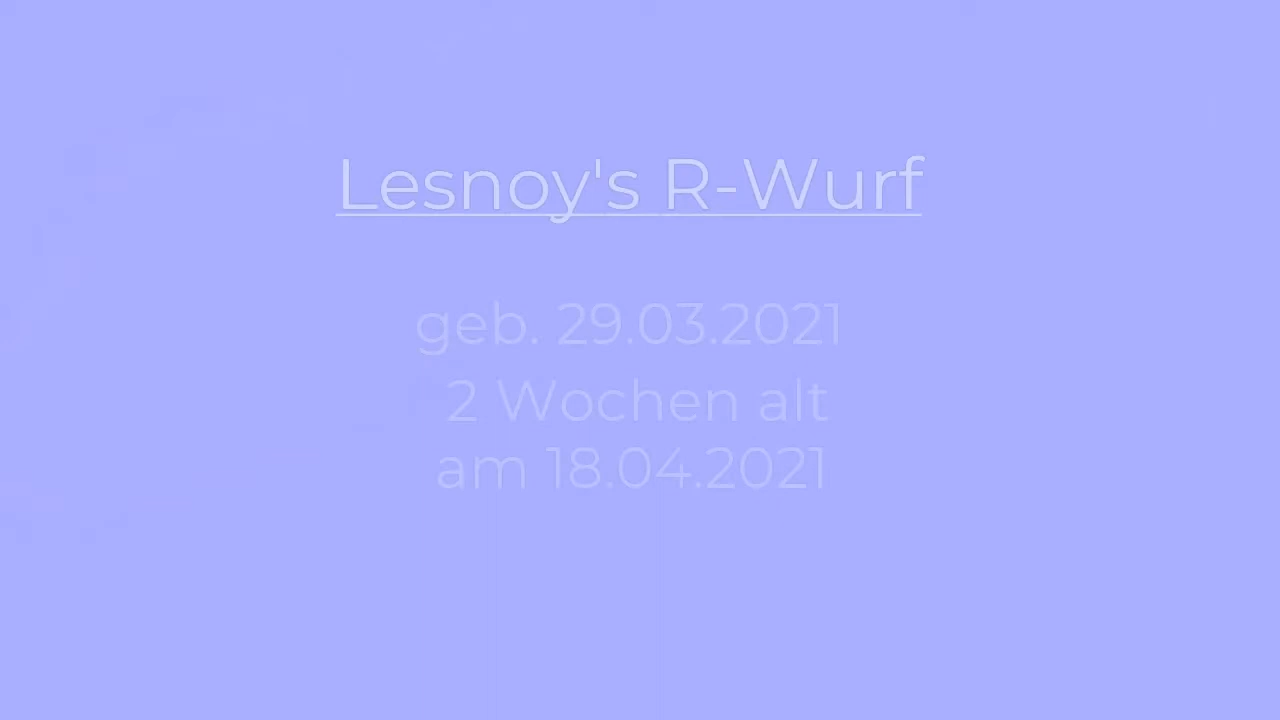 Lesnoy's R-Wurf
geb. 29.03.2021
2 Wochen alt
am 18.04.2021